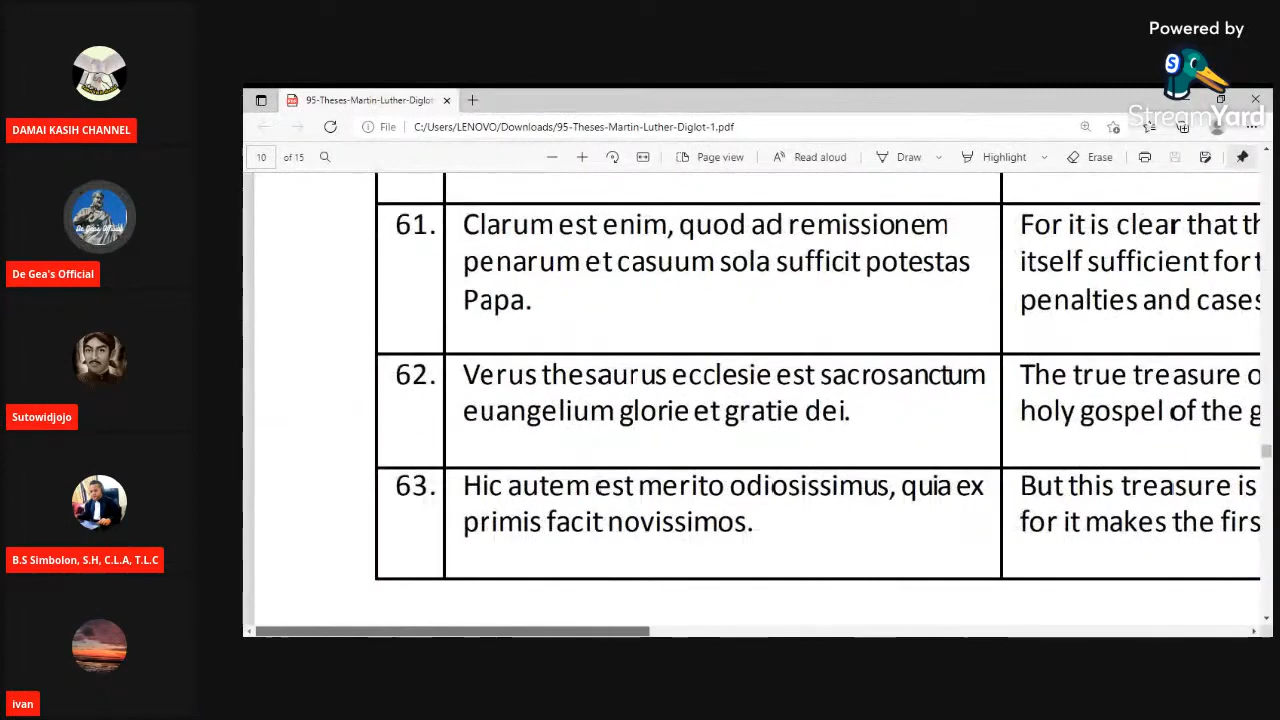 Powered by
StreamYard
DAMAI KASIH CHANNEL
De Gea's Official
De Gea's Official
Sutowidjojo
B.S Simbolon, S.H, C.L.A, T.L.C
ivan
95-Theses-Martin-Luther-Diglot
File C:/Users/LENOVO/Downloads/95-Theses-Martin-Luther-Diglot-1.pdf
10 of 15 Page view Read aloud Draw Highlight Erase
61. Clarum est enim, quod ad remissionem
penarum et casuum sola sufficit potestas
Papa.
For it is clear that th
itself sufficient for t
penalties and cases
62. Verus thesaurus ecclesie est sacrosanctum
euangelium glorie et gratie dei.
The true treasure o
holy gospel of the g
63. Hic autem est merito odiosissimus, quia ex
primis facit novissimos.
But this treasure is
for it makes the firs